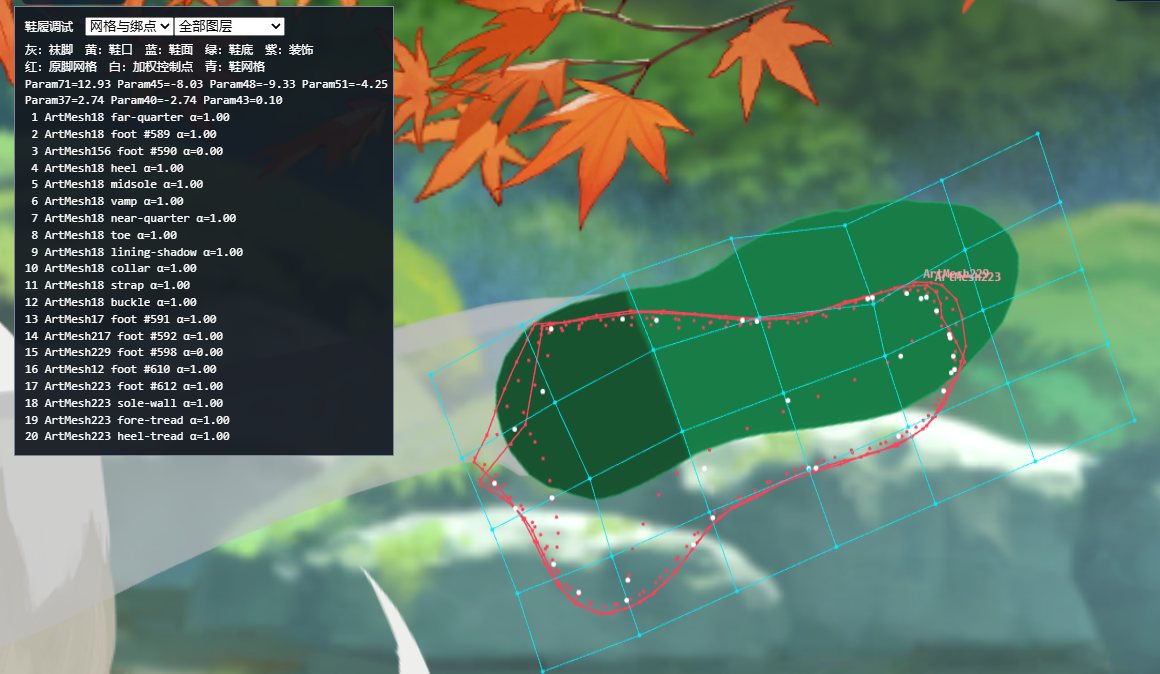 鞋履调试 网格与绑点 全部图层
灰: 袜脚 黄: 鞋口 蓝: 鞋面 绿: 鞋底 紫: 装饰
红: 原脚网格 白: 加权控制点 青: 鞋网格
Param71=12.93 Param45=-8.03 Param48=-9.33 Param51=-4.25
Param37=2.74 Param40=-2.74 Param43=0.10
1 ArtMesh18 far-quarter α=1.00
2 ArtMesh18 foot #589 α=1.00
3 ArtMesh156 foot #590 α=0.00
4 ArtMesh18 heel α=1.00
5 ArtMesh18 midsole α=1.00
6 ArtMesh18 vamp α=1.00
7 ArtMesh18 near-quarter α=1.00
8 ArtMesh18 toe α=1.00
9 ArtMesh18 lining-shadow α=1.00
10 ArtMesh18 collar α=1.00
11 ArtMesh18 strap α=1.00
12 ArtMesh18 buckle α=1.00
13 ArtMesh17 foot #591 α=1.00
14 ArtMesh217 foot #592 α=1.00
15 ArtMesh229 foot #598 α=0.00
16 ArtMesh12 foot #610 α=1.00
17 ArtMesh223 foot #612 α=1.00
18 ArtMesh223 sole-wall α=1.00
19 ArtMesh223 fore-tread α=1.00
20 ArtMesh223 heel-tread α=1.00
ArtMesh229
ArtMesh223